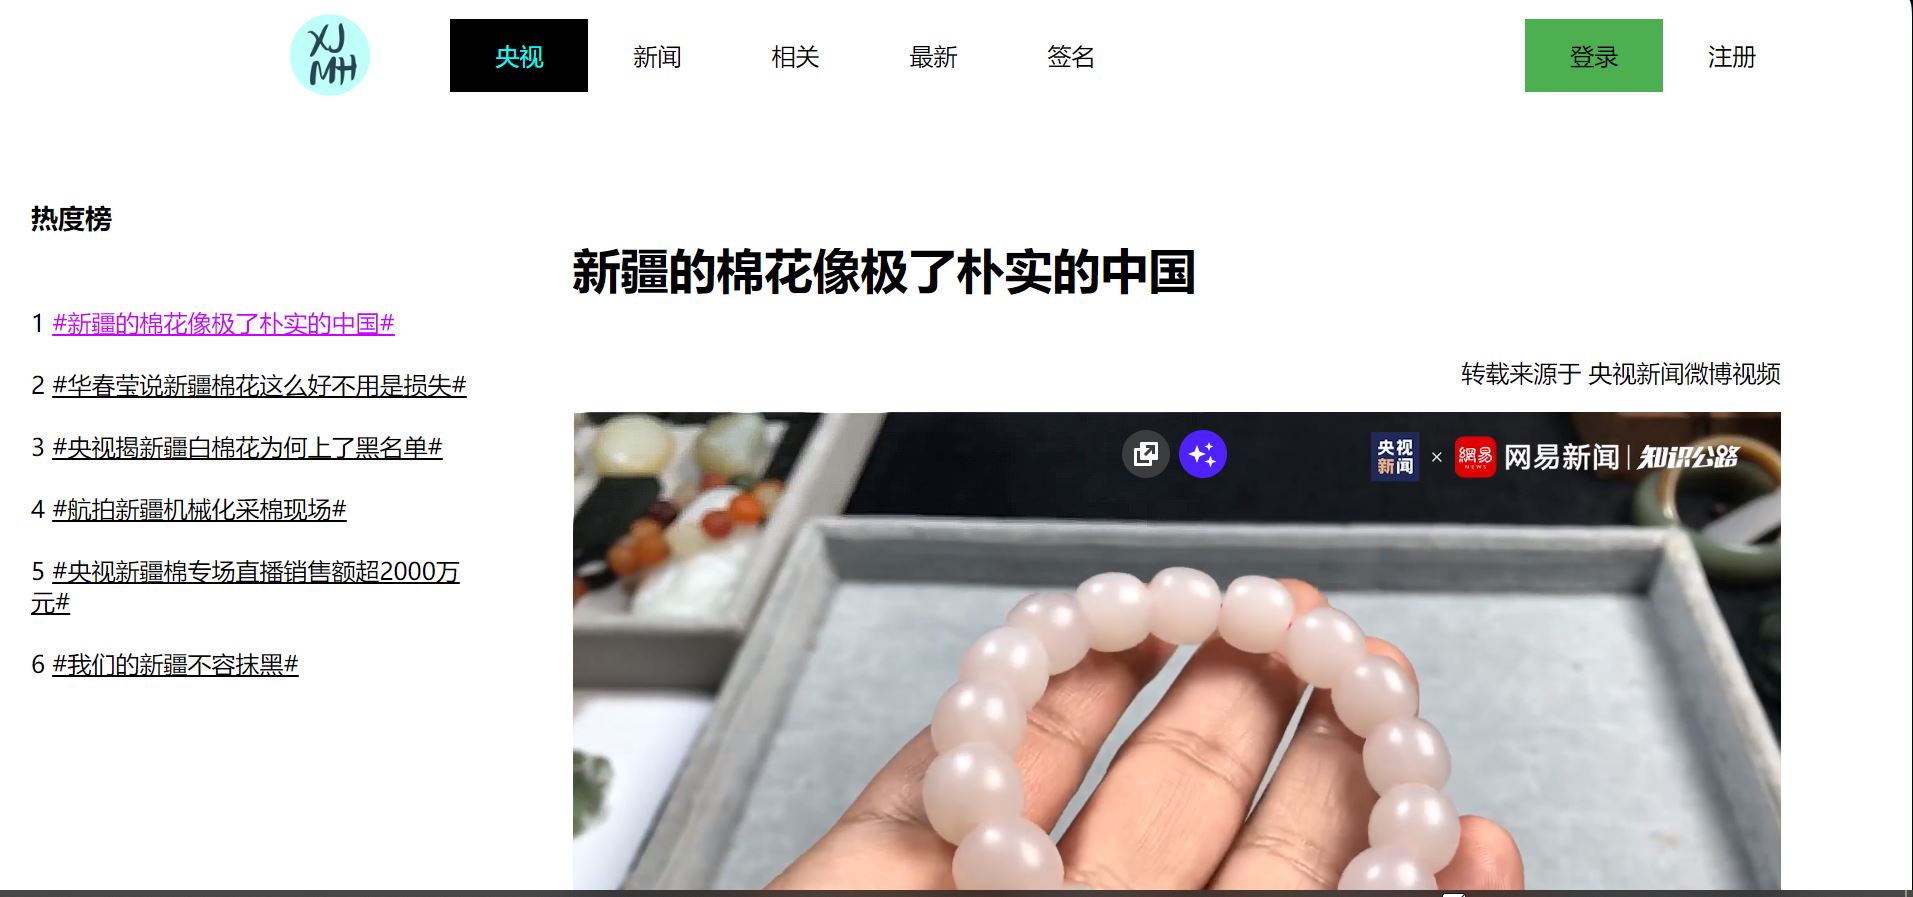 XJ
MH
央视 新闻 相关 最新 签名 登录 注册
热度榜
1 #新疆的棉花像极了朴实的中国#
2 #华春莹说新疆棉花这么好不用是损失#
3 #央视揭新疆白棉花为何上了黑名单#
4 #航拍新疆机械化采棉现场#
5 #央视新疆棉专场直播销售额超2000万
元#
6 #我们的新疆不容抹黑#
新疆的棉花像极了朴实的中国
转载来源于 央视新闻微博视频
央视
新闻
×
網易
NEWS
网易新闻 | 知识公路